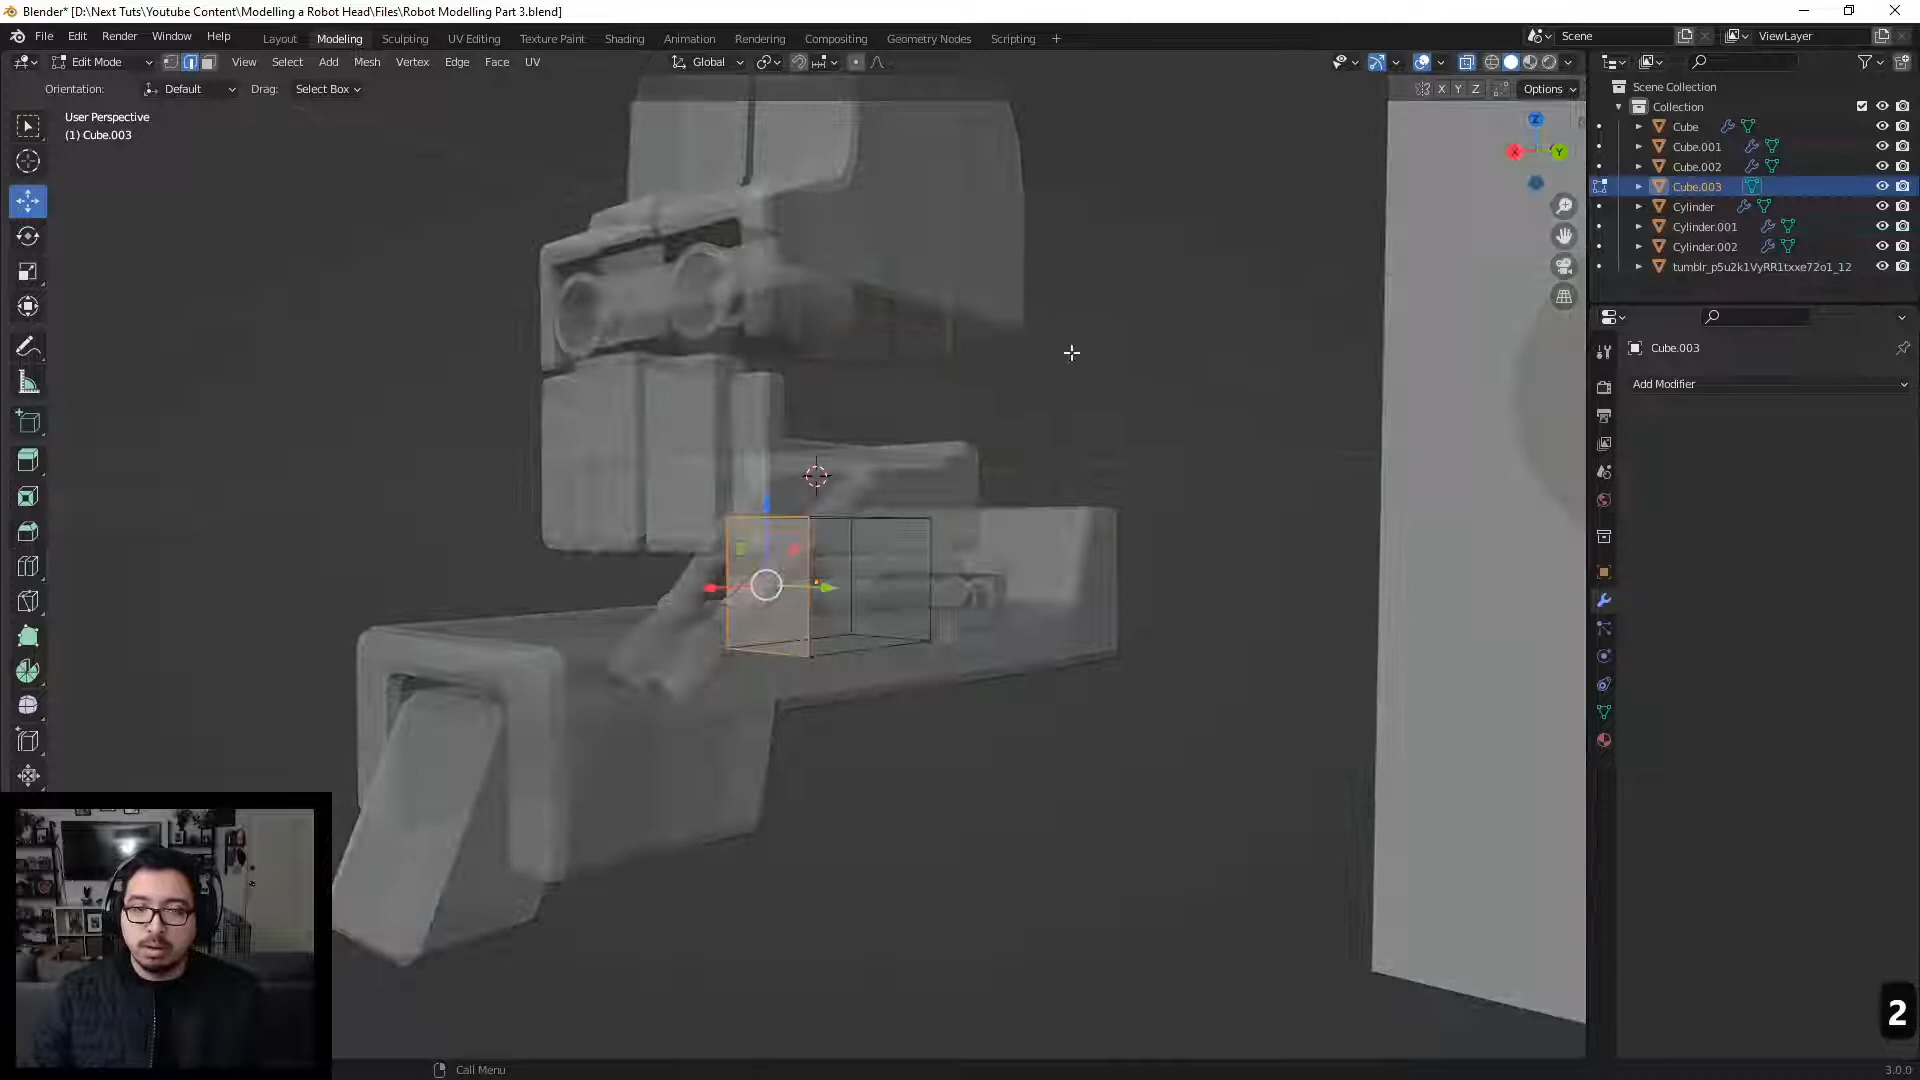 Blender* [D:\Next Tuts\Youtube Content\Modelling a Robot Head\Files\Robot Modelling Part 3.blend]
File Edit Render Window Help
Layout Modeling Sculpting UV Editing Texture Paint Shading Animation Rendering Compositing Geometry Nodes Scripting +
Scene
ViewLayer
Edit Mode
View Select Add Mesh Vertex Edge Face UV
Global
Orientation: Default Drag: Select Box
X Y Z Options
User Perspective
(1) Cube.003
Z
X
Y
Scene Collection
Collection
Cube
Cube.001
Cube.002
Cube.003
Cylinder
Cylinder.001
Cylinder.002
tumblr_p5u2k1VyRR1txxe72o1_12
Cube.003
Add Modifier
2
Call Menu
3.0.0